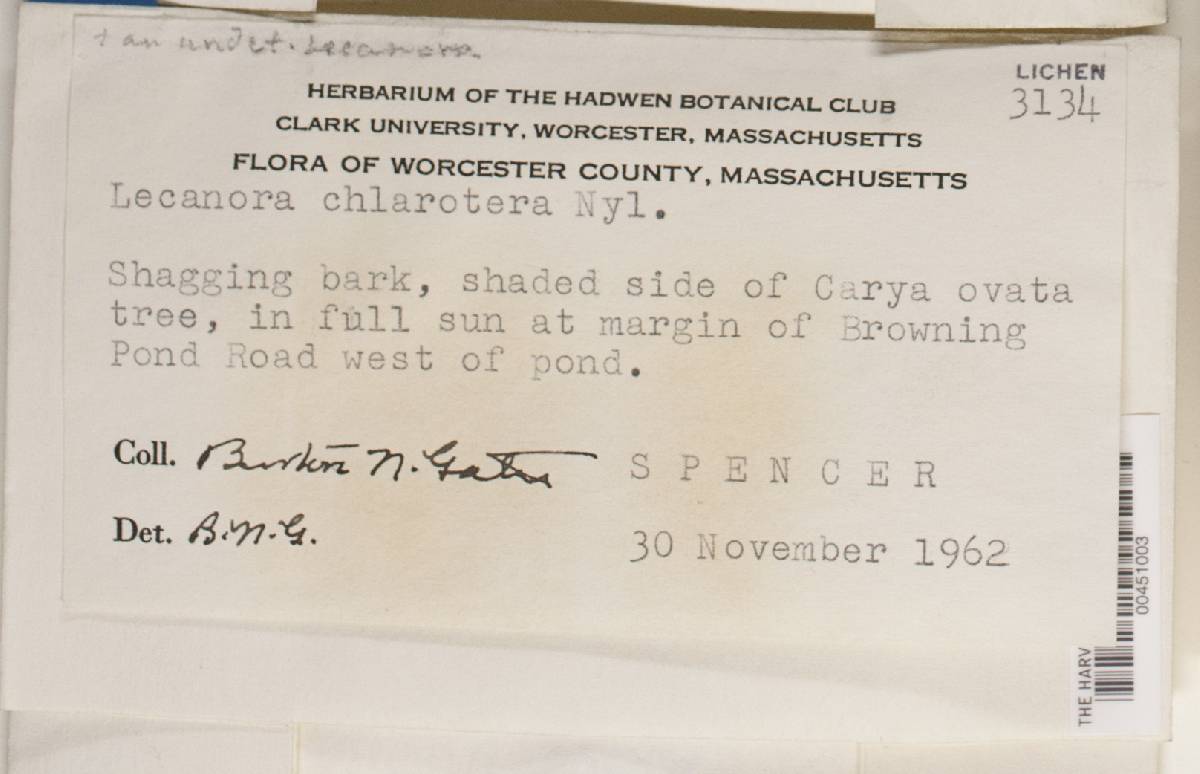 + an undet. Lecanora.
LICHEN
3134
HERBARIUM OF THE HADWEN BOTANICAL CLUB
CLARK UNIVERSITY, WORCESTER, MASSACHUSETTS
FLORA OF WORCESTER COUNTY, MASSACHUSETTS
Lecanora chlarotera Nyl.
Shagging bark, shaded side of Carya ovata
tree, in full sun at margin of Browning
Pond Road west of pond.
Coll. Burton N. Gates SPENCER
Det. B.N.G. 30 November 1962
THE HARV
00451003